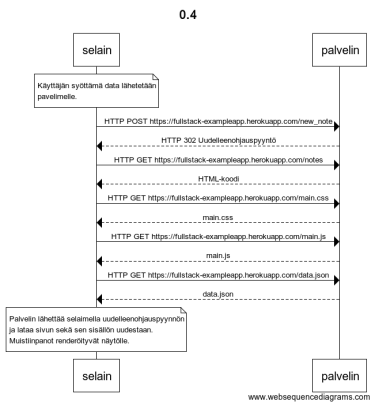 0.4
selain
palvelin
Käyttäjän syöttämä data lähetetään
pavelimelle.
HTTP POST https://fullstack-exampleapp.herokuapp.com/new_note
HTTP 302 Uudelleenohjauspyyntö
HTTP GET https://fullstack-exampleapp.herokuapp.com/notes
HTML-koodi
HTTP GET https://fullstack-exampleapp.herokuapp.com/main.css
main.css
HTTP GET https://fullstack-exampleapp.herokuapp.com/main.js
main.js
HTTP GET https://fullstack-exampleapp.herokuapp.com/data.json
data.json
Palvelin lähettää selaimella uudelleenohjauspyynnön
ja lataa sivun sekä sen sisällön uudestaan.
Muistiinpanot renderöityvät näytölle.
selain
palvelin
www.websequencediagrams.com